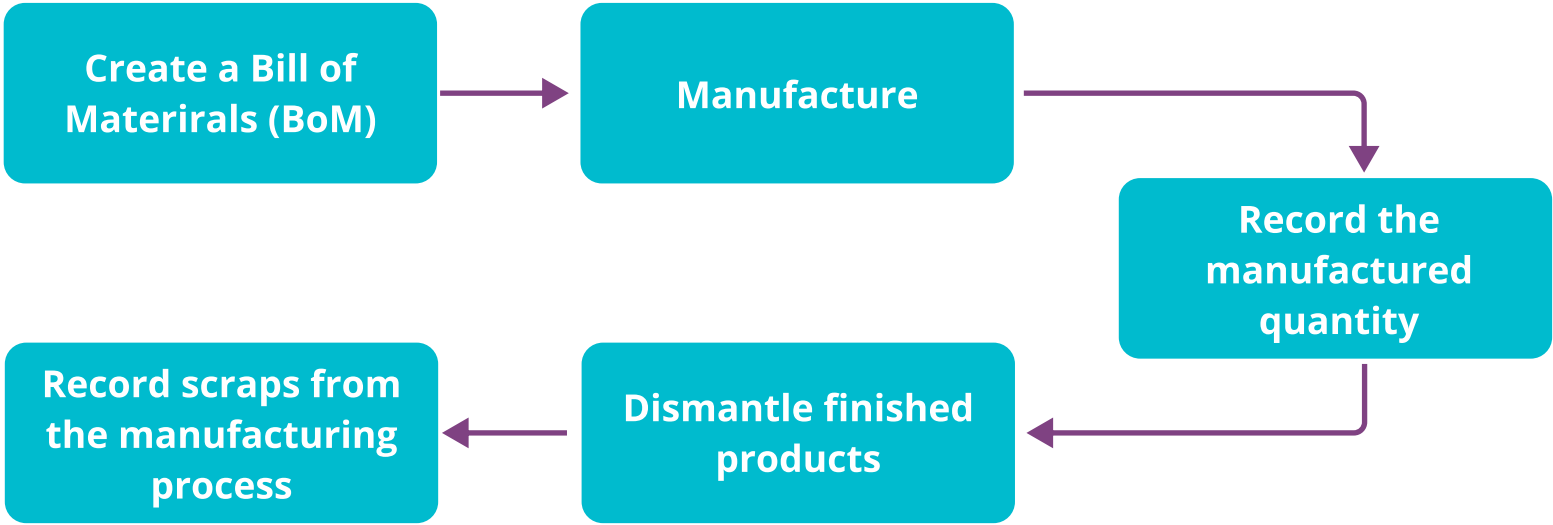 Create a Bill of
Materirals (BoM)
Manufacture
Record the
manufactured
quantity
Dismantle finished
products
Record scraps from
the manufacturing
process